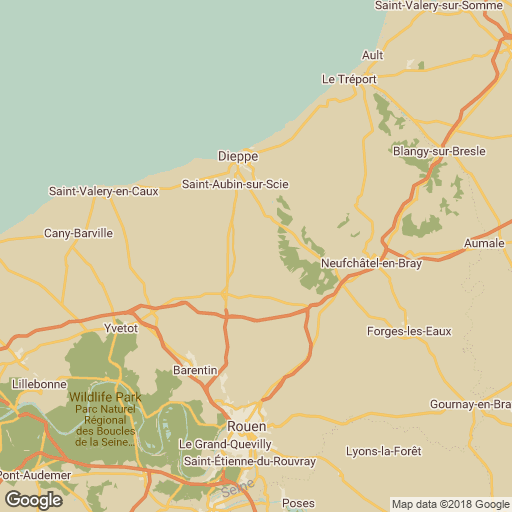 Saint-Valery-sur-Somme
Ault
Le Tréport
Blangy-sur-Bresle
Dieppe
Saint-Aubin-sur-Scie
Saint-Valery-en-Caux
Cany-Barville
Aumale
Neufchâtel-en-Bray
Yvetot
Forges-les-Eaux
Barentin
Lillebonne
Wildlife Park
Parc Naturel
Régional
des Boucles
de la Seine...
Gournay-en-Bra
Rouen
Le Grand-Quevilly
Lyons-la-Forêt
Saint-Étienne-du-Rouvray
Pont-Audemer
Seine
Poses
Google
Map data ©2018 Google